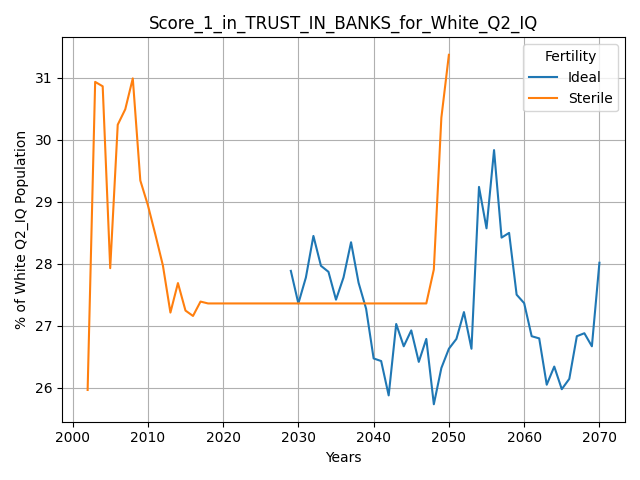 Score_1_in_TRUST_IN_BANKS_for_White_Q2_IQ
Fertility
Ideal
Sterile
% of White Q2_IQ Population
31
30
29
28
27
26
2000 2010 2020 2030 2040 2050 2060 2070
Years